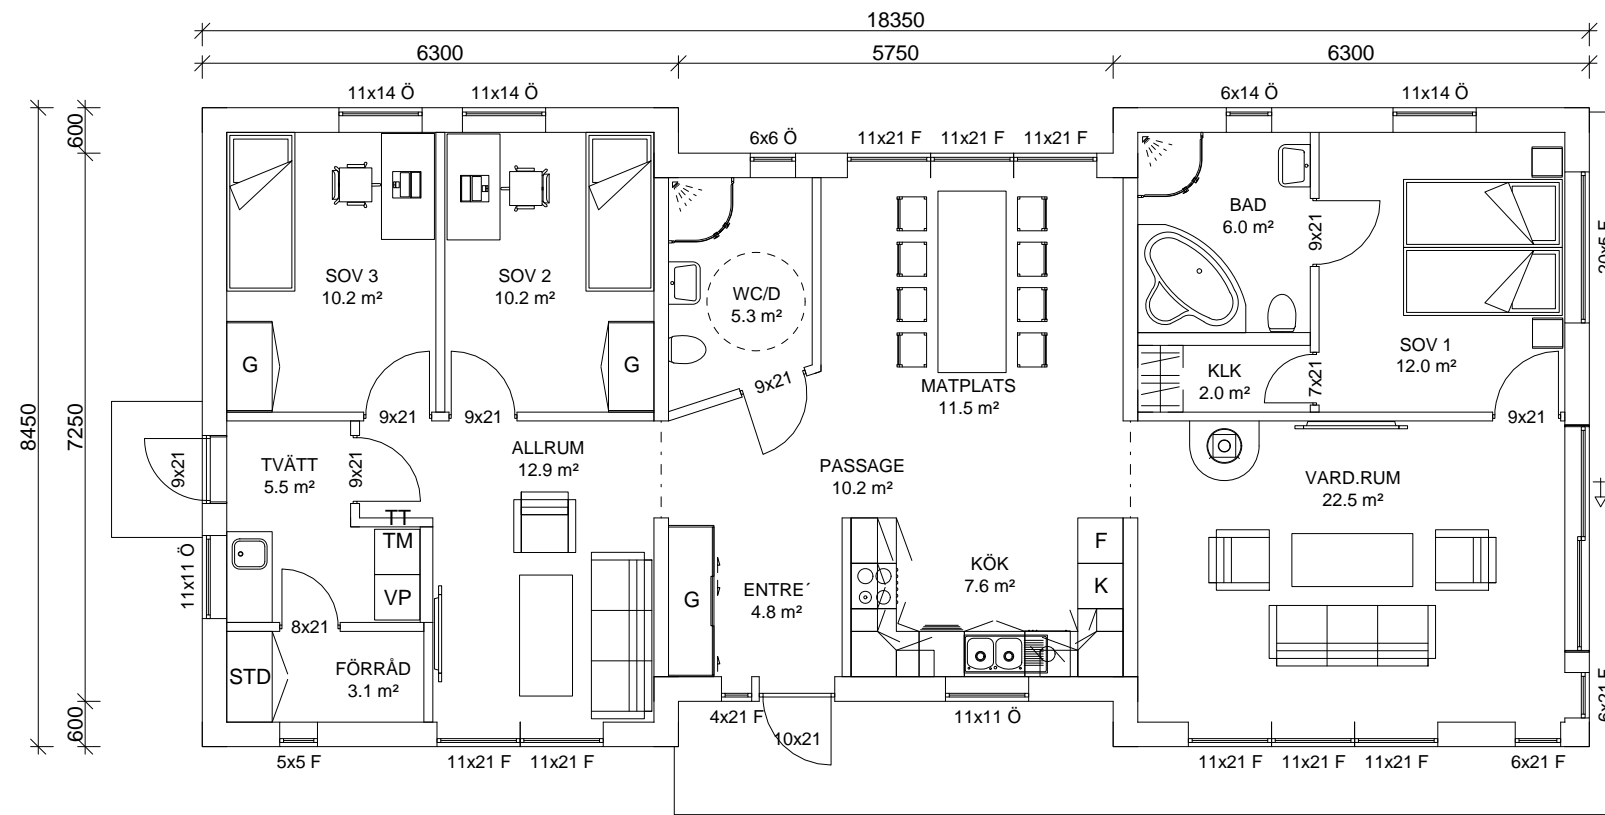 18350
6300
5750
6300
11x14 Ö
11x14 Ö
6x14 Ö
11x14 Ö
600
6x6 Ö
11x21 F
11x21 F
11x21 F
BAD
6.0 m²
9x21
20x5 F
SOV 3
10.2 m²
SOV 2
10.2 m²
WC/D
5.3 m²
SOV 1
12.0 m²
G
G
9x21
MATPLATS
11.5 m²
KLK
2.0 m²
7x21
8450
7250
9x21
9x21
9x21
9x21
TVÄTT
5.5 m²
9x21
ALLRUM
12.9 m²
PASSAGE
10.2 m²
VARD.RUM
22.5 m²
TT
TM
VP
11x11 Ö
G
ENTRE´
4.8 m²
KÖK
7.6 m²
F
K
8x21
STD
FÖRRÅD
3.1 m²
600
4x21 F
10x21
11x11 Ö
6x21 F
5x5 F
11x21 F
11x21 F
11x21 F
11x21 F
11x21 F
6x21 F